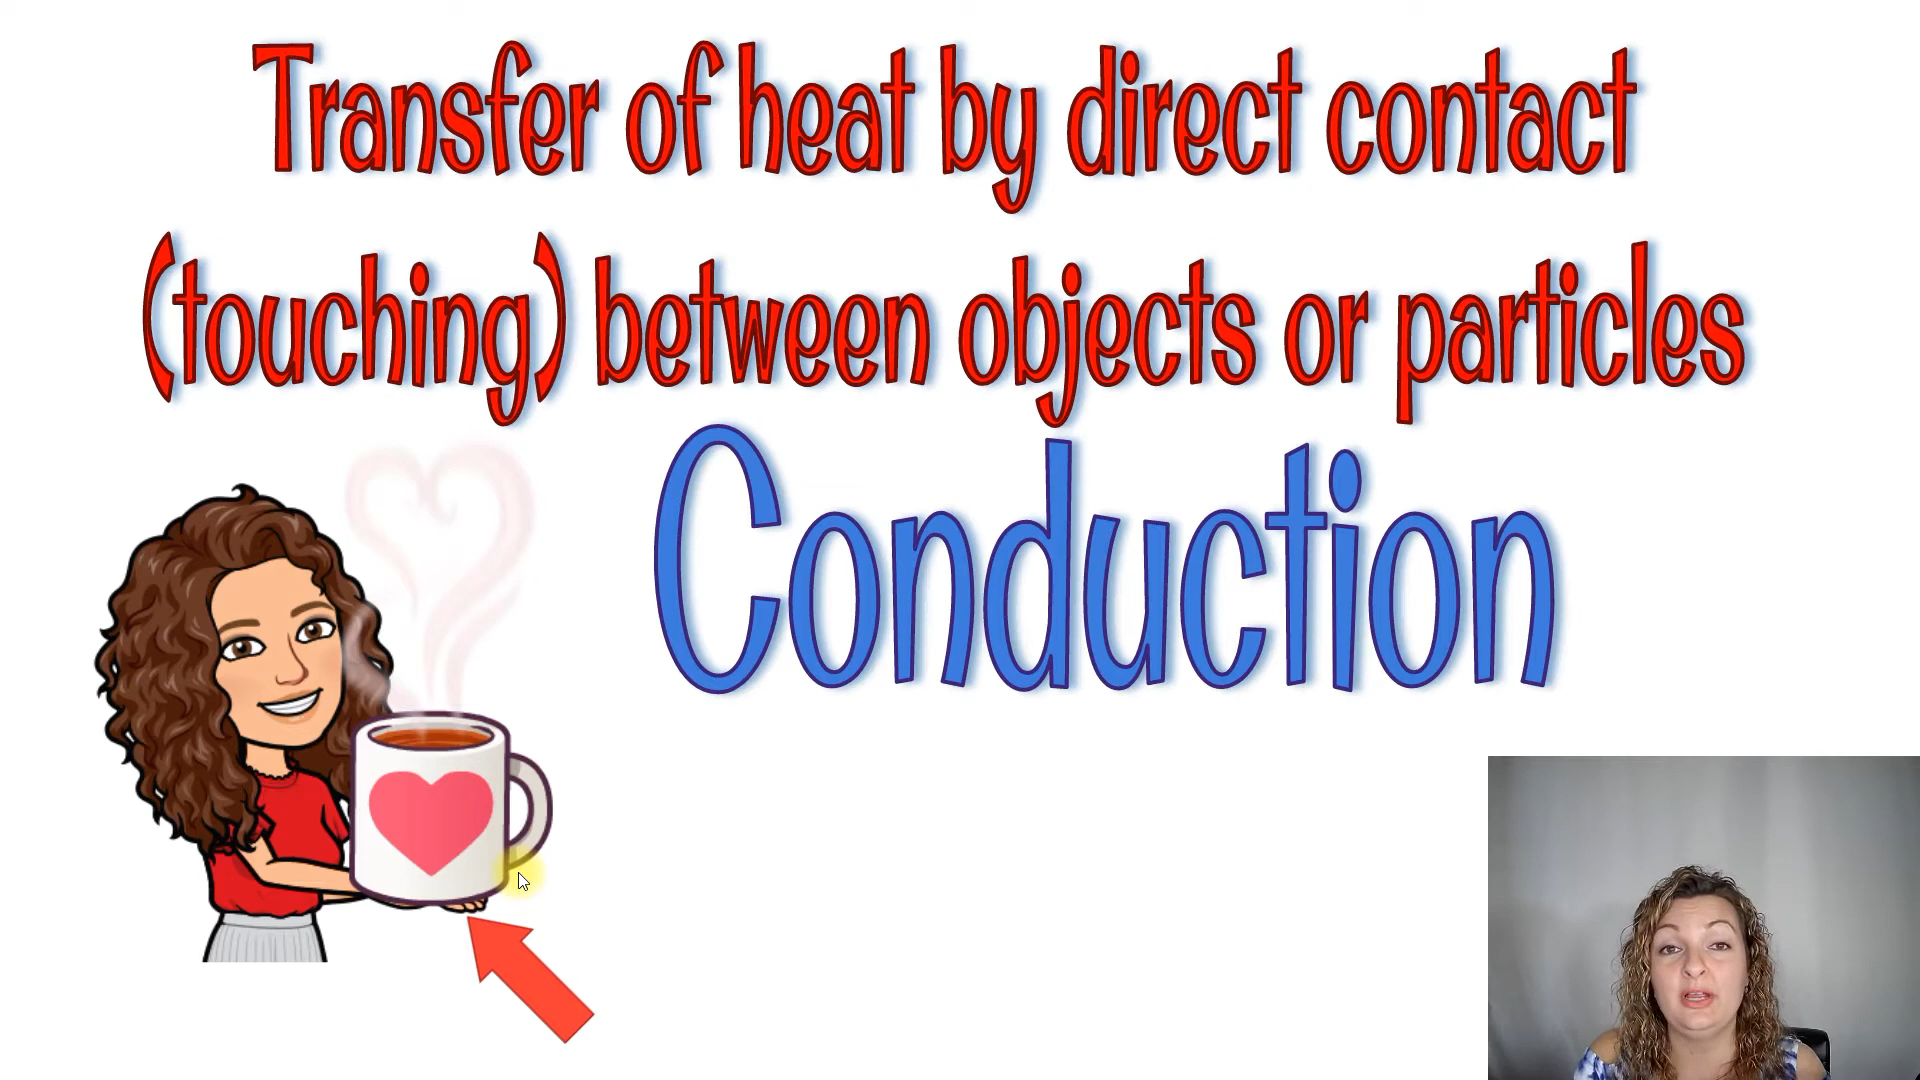 Transfer of heat by direct contact
(touching) between objects or particles
Conduction